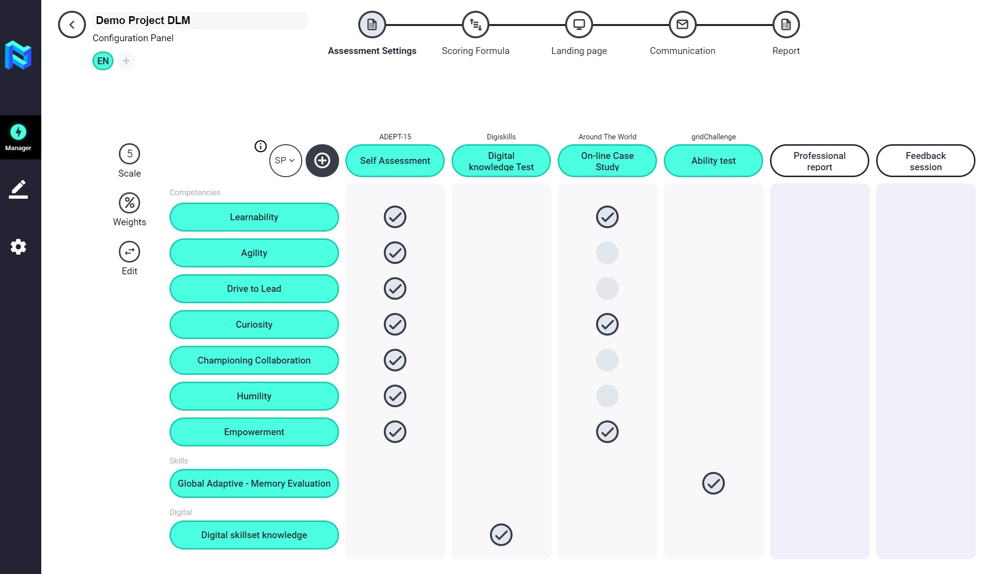 Demo Project DLM
Configuration Panel
EN
Assessment Settings
Scoring Formula
Landing page
Communication
Report
Manager
5
Scale
Weights
Edit
SP
ADEPT-15
Self Assessment
Digiskills
Digital
knowledge Test
Around The World
On-line Case
Study
gridChallenge
Ability test
Professional
report
Feedback
session
Competencies
Learnability
Agility
Drive to Lead
Curiosity
Championing Collaboration
Humility
Empowerment
Skills
Global Adaptive - Memory Evaluation
Digital
Digital skillset knowledge